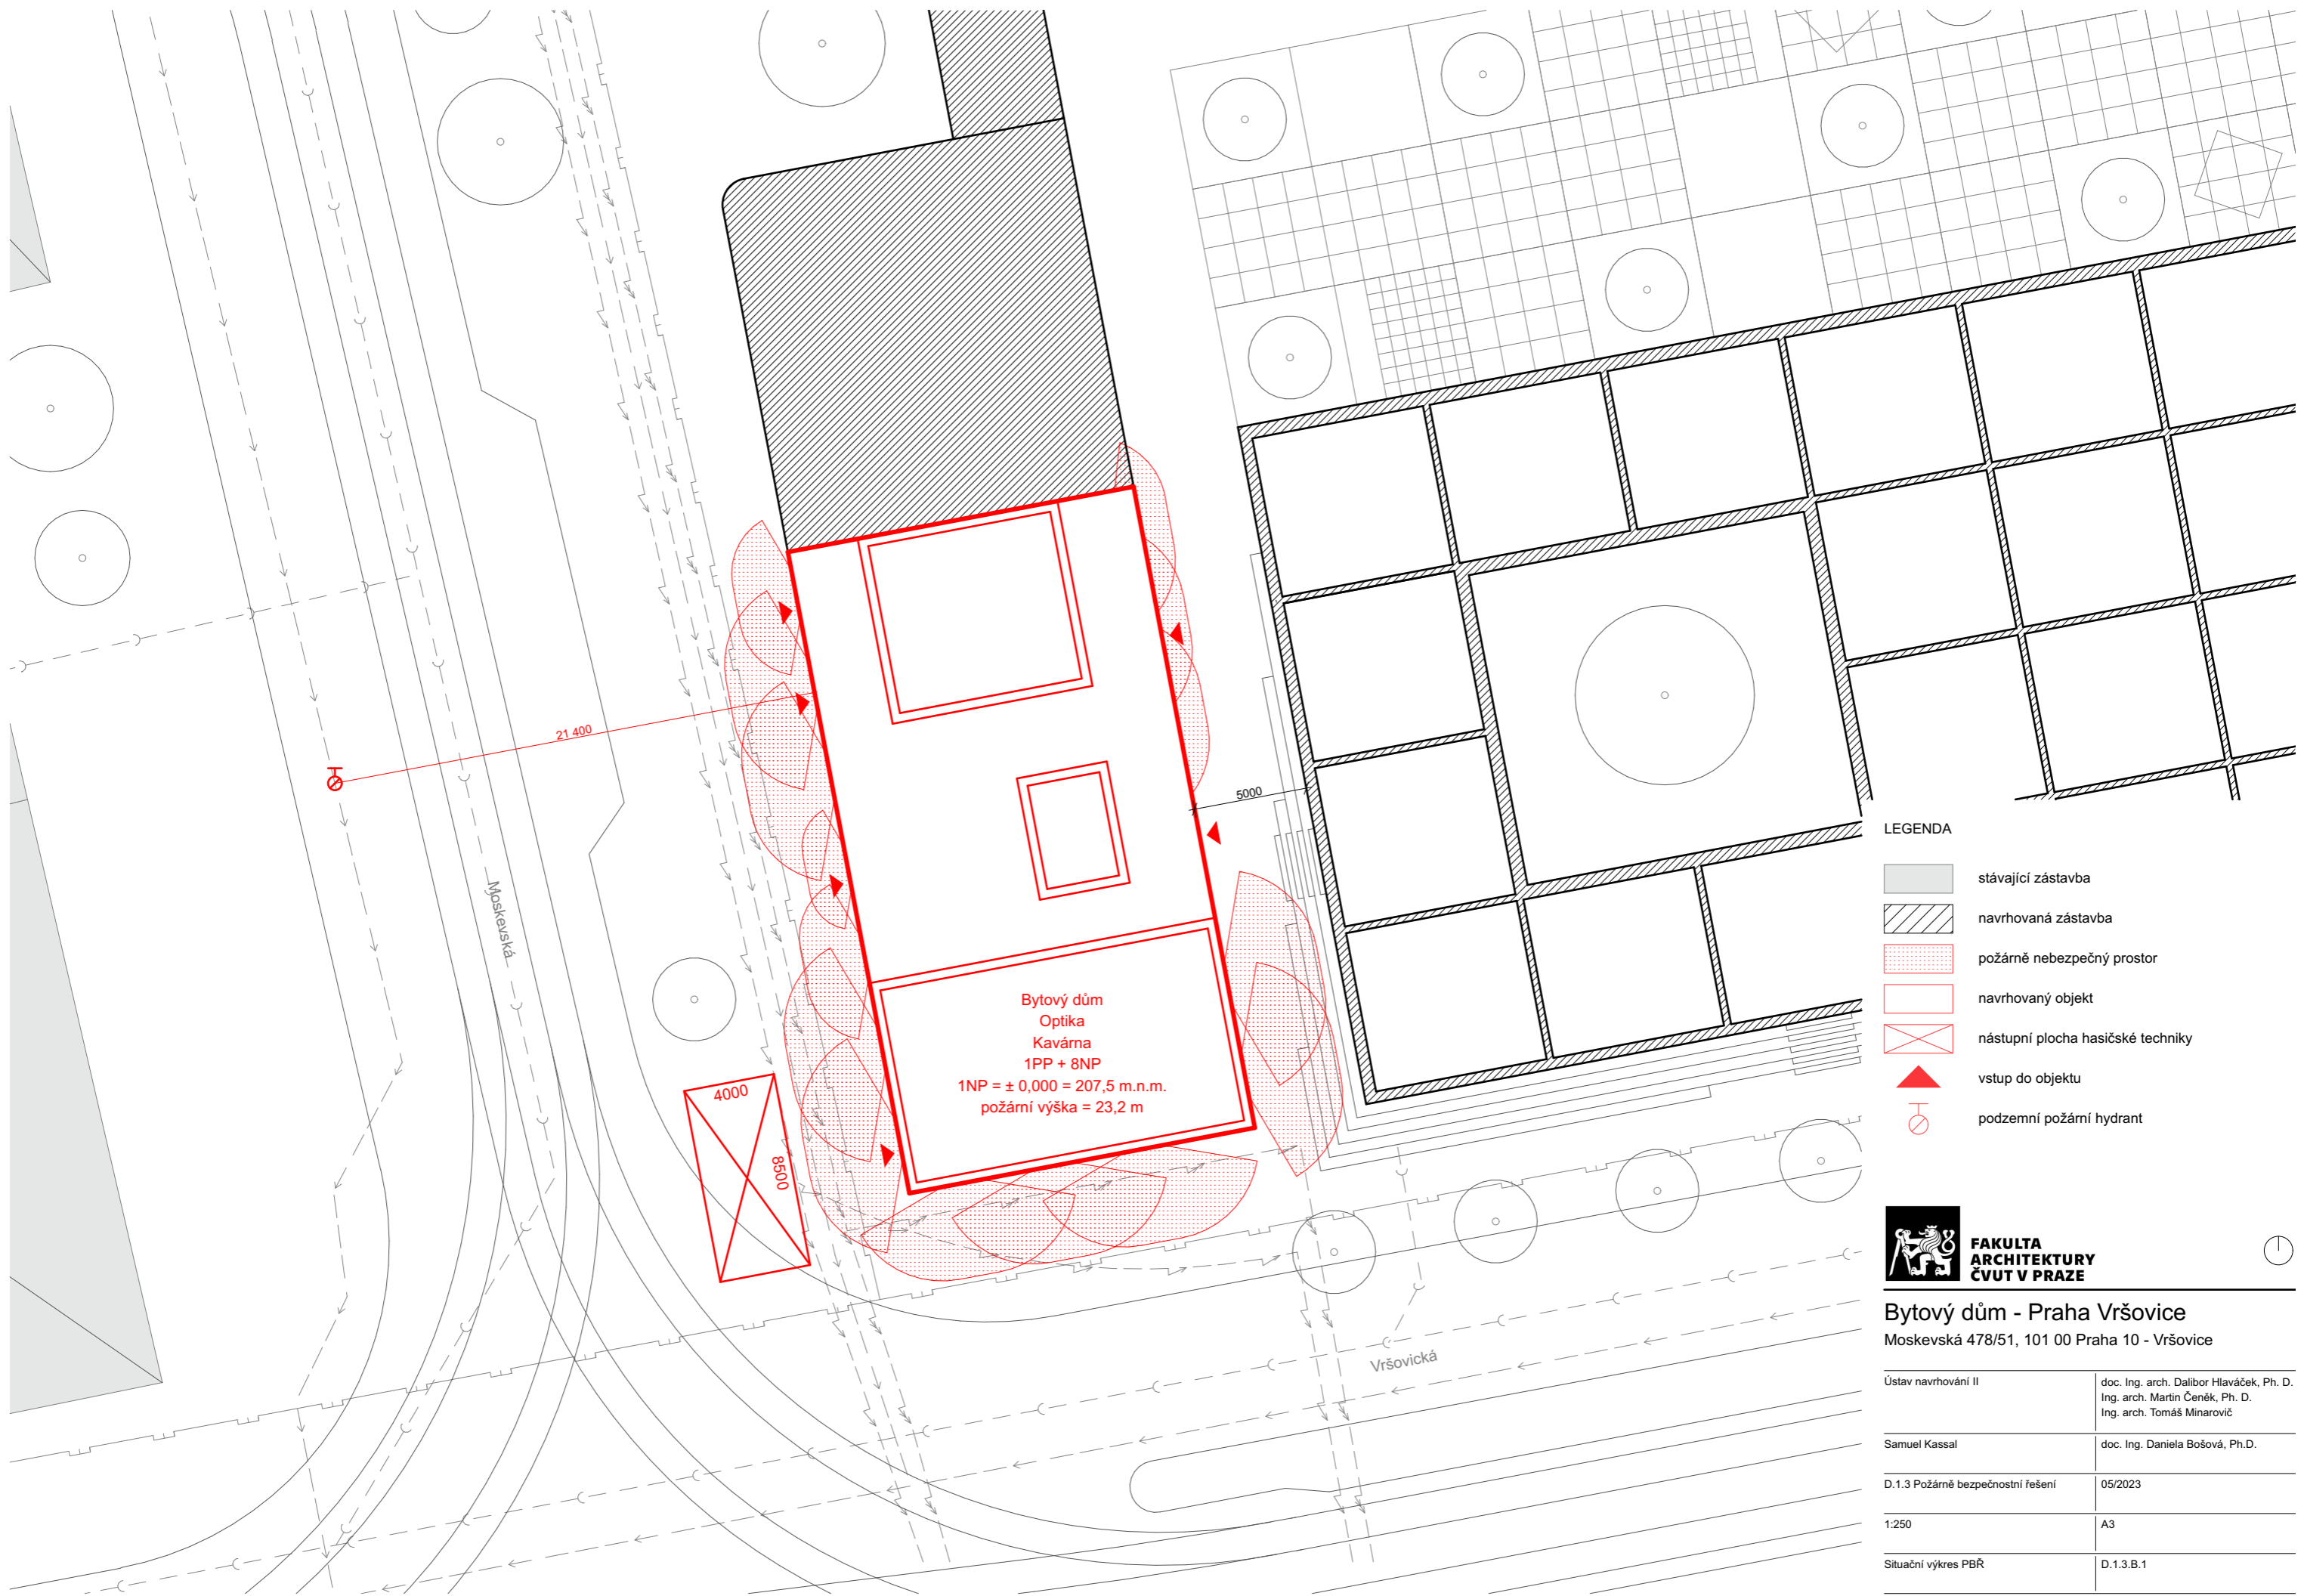 21 400
5000
Moskevská
Bytový dům
Optika
Kavárna
1PP + 8NP
1NP = ± 0,000 = 207,5 m.n.m.
požární výška = 23,2 m
4000
8500
Vršovická
LEGENDA
stávající zástavba
navrhovaná zástavba
požárně nebezpečný prostor
navrhovaný objekt
nástupní plocha hasičské techniky
vstup do objektu
podzemní požární hydrant
FAKULTA
ARCHITEKTURY
ČVUT V PRAZE
Bytový dům - Praha Vršovice
Moskevská 478/51, 101 00 Praha 10 - Vršovice
Ústav navrhování II
doc. Ing. arch. Dalibor Hlaváček, Ph. D.
Ing. arch. Martin Čeněk, Ph. D.
Ing. arch. Tomáš Minarovič
Samuel Kassal
doc. Ing. Daniela Bošová, Ph.D.
D.1.3 Požárně bezpečnostní řešení
05/2023
1:250
A3
Situační výkres PBŘ
D.1.3.B.1